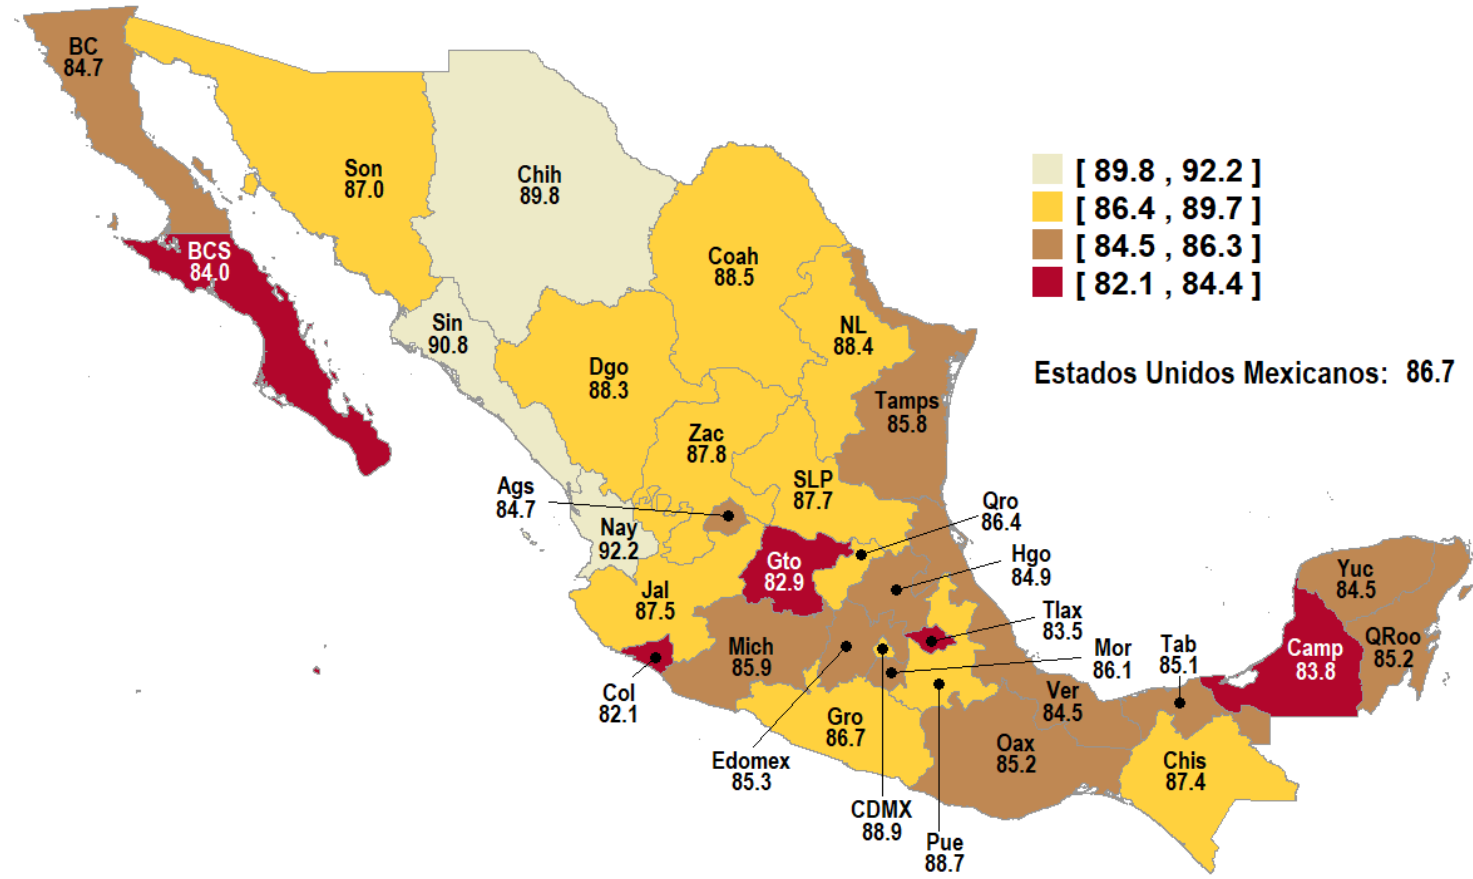 BC
84.7
Son
87.0
Chih
89.8
[ 89.8 , 92.2 ]
[ 86.4 , 89.7 ]
[ 84.5 , 86.3 ]
[ 82.1 , 84.4 ]
BCS
84.0
Coah
88.5
Sin
90.8
NL
88.4
Estados Unidos Mexicanos: 86.7
Dgo
88.3
Tamps
85.8
Zac
87.8
SLP
87.7
Ags
84.7
Qro
86.4
Nay
92.2
Hgo
84.9
Gto
82.9
Yuc
84.5
Jal
87.5
Tlax
83.5
Mich
85.9
Mor
86.1
Tab
85.1
Camp
83.8
QRoo
85.2
Col
82.1
Ver
84.5
Gro
86.7
Oax
85.2
Edomex
85.3
Chis
87.4
CDMX
88.9
Pue
88.7